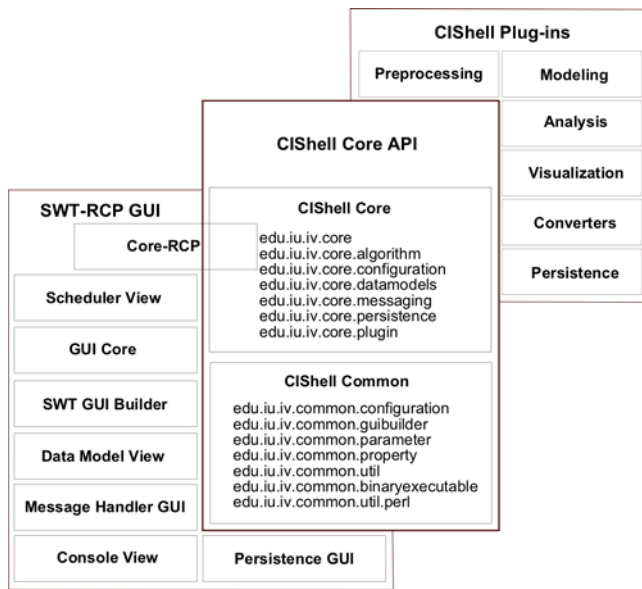 CIShell Plug-ins
Preprocessing
Modeling
Analysis
Visualization
Converters
Persistence
CIShell Core API
CIShell Core
edu.iu.iv.core
edu.iu.iv.core.algorithm
edu.iu.iv.core.configuration
edu.iu.iv.core.datamodels
edu.iu.iv.core.messaging
edu.iu.iv.core.persistence
edu.iu.iv.core.plugin
CIShell Common
edu.iu.iv.common.configuration
edu.iu.iv.common.guibuilder
edu.iu.iv.common.parameter
edu.iu.iv.common.property
edu.iu.iv.common.util
edu.iu.iv.common.binaryexecutable
edu.iu.iv.common.util.perl
SWT-RCP GUI
Core-RCP
Scheduler View
GUI Core
SWT GUI Builder
Data Model View
Message Handler GUI
Console View
Persistence GUI